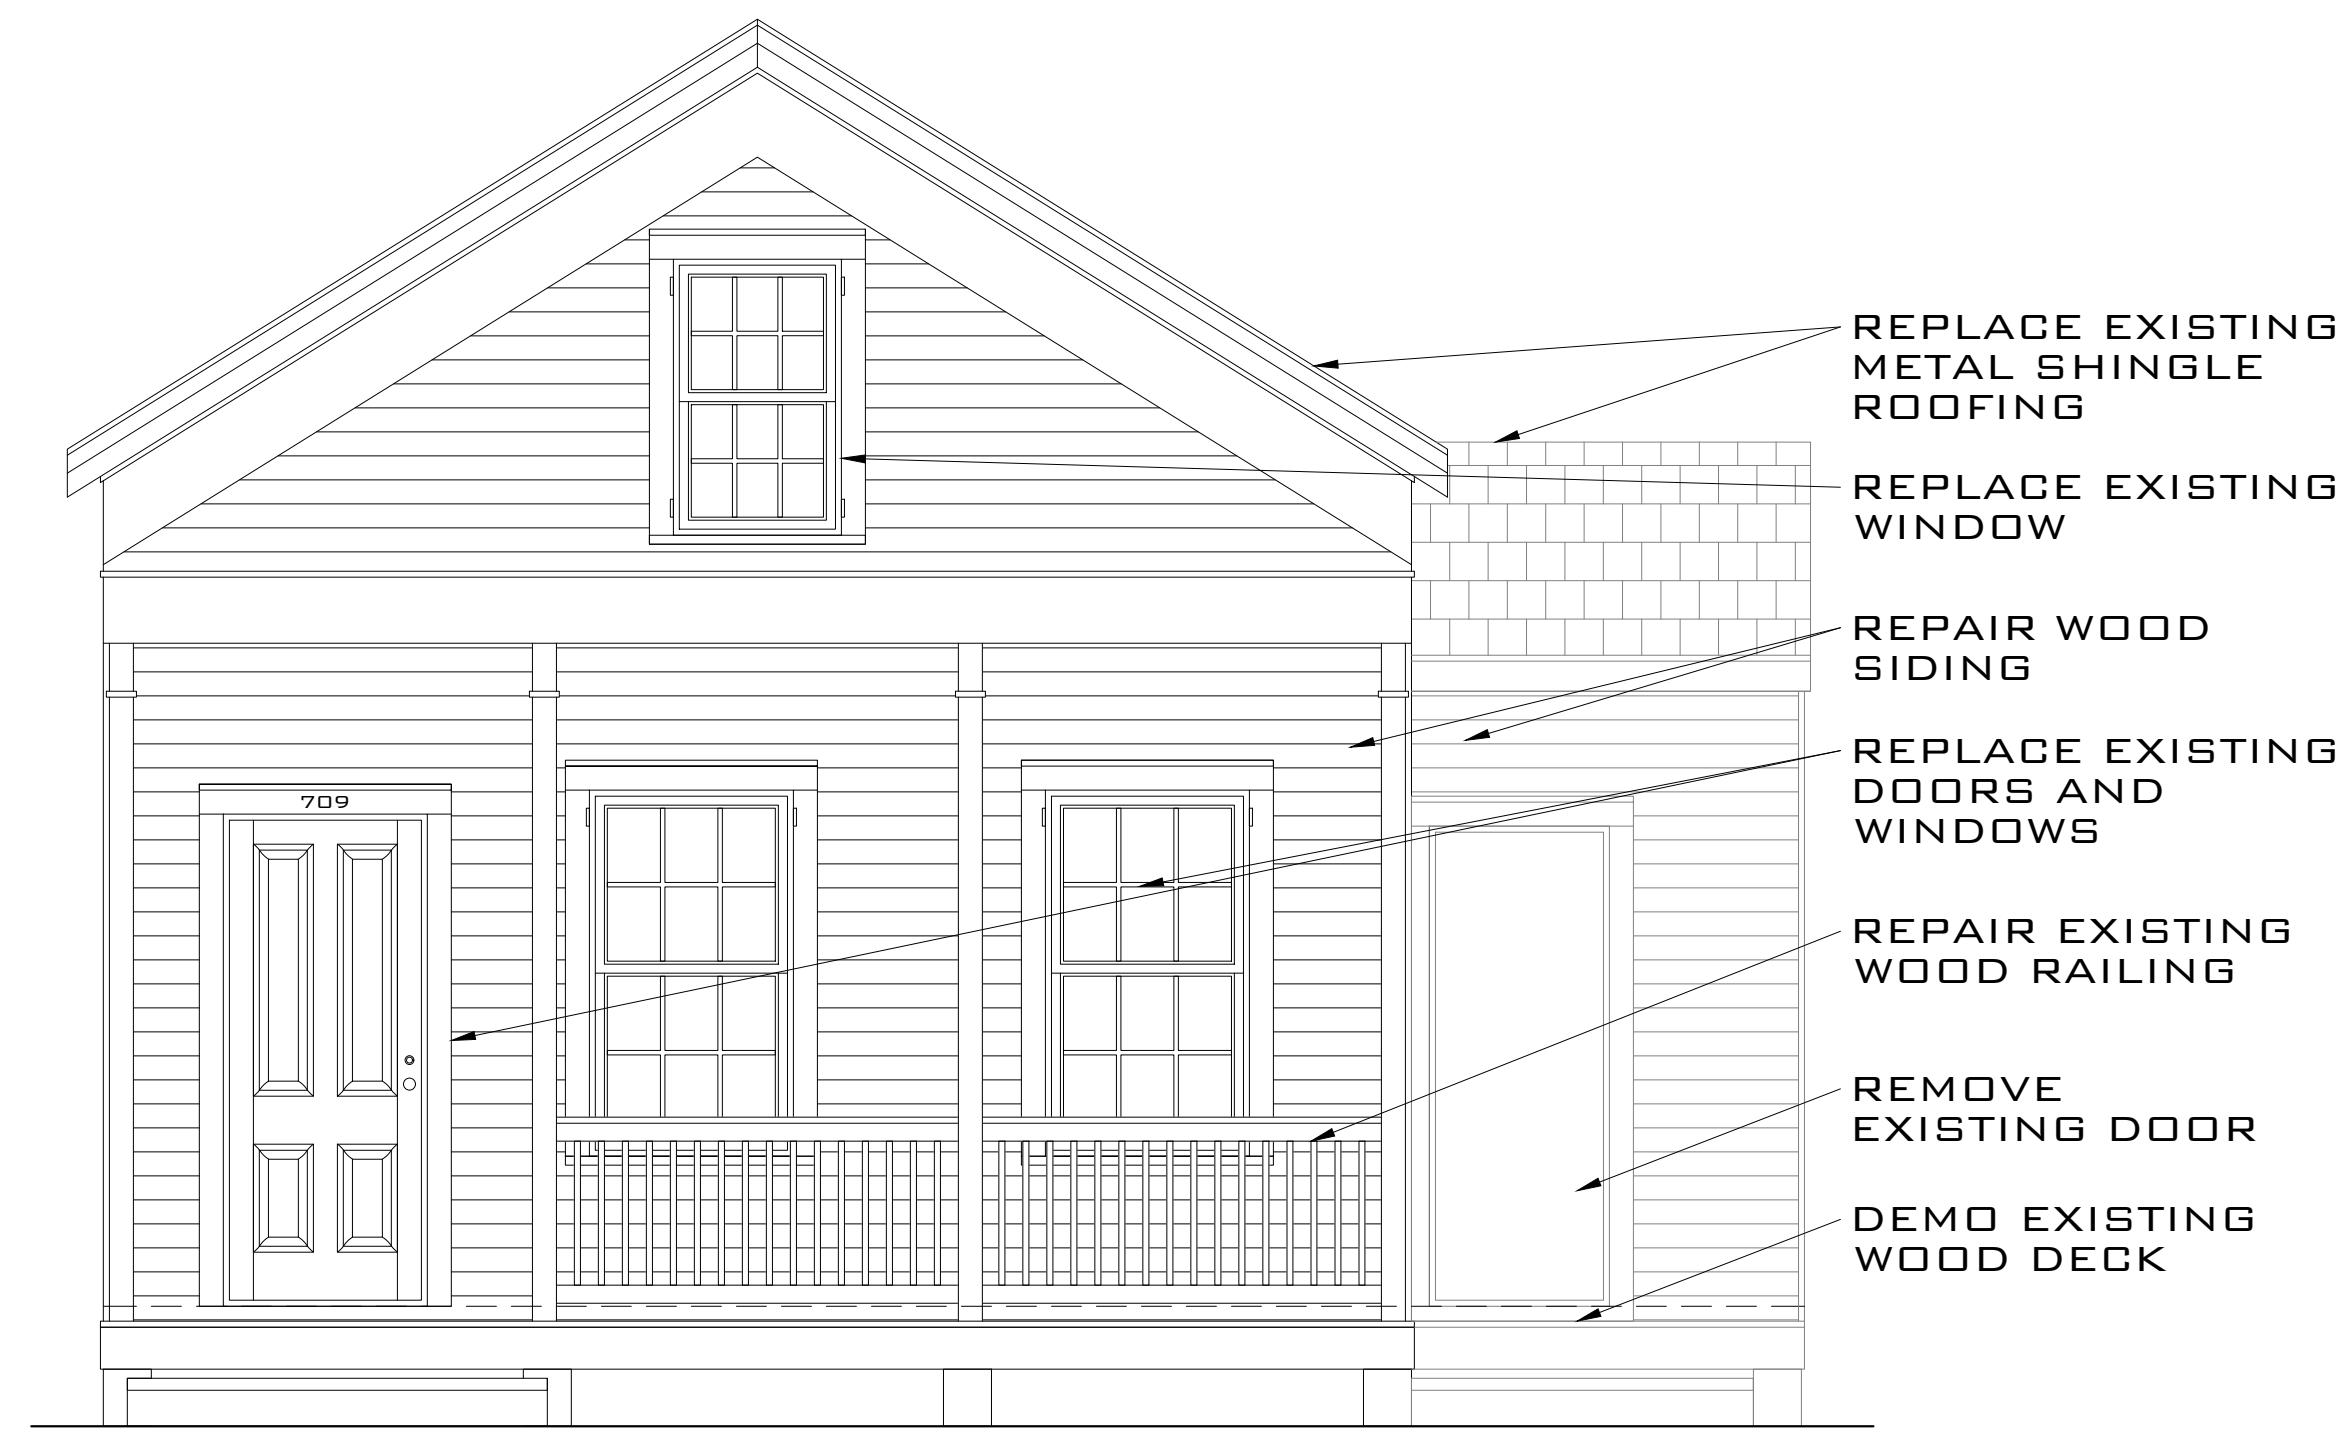 REPLACE EXISTING
METAL SHINGLE
ROOFING
REPLACE EXISTING
WINDOW
REPAIR WOOD
SIDING
REPLACE EXISTING
DOORS AND
WINDOWS
709
REPAIR EXISTING
WOOD RAILING
REMOVE
EXISTING DOOR
DEMO EXISTING
WOOD DECK